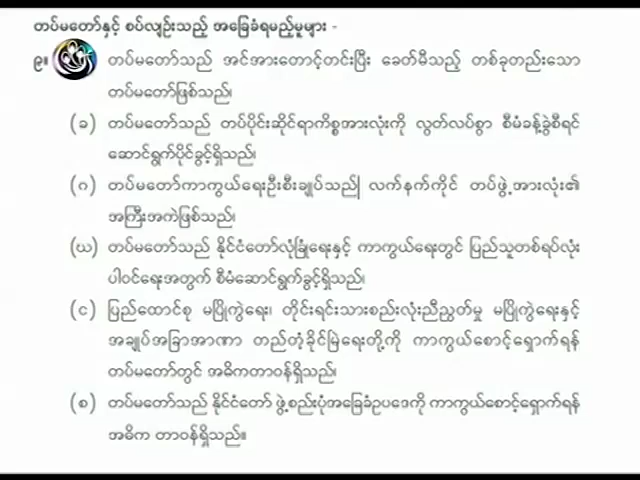 တပ်မတော်နှင့် စပ်လျဉ်းသည့် အခြေခံရမည့်မူများ -
၉။ တပ်မတော်သည် အင်အားတောင့်တင်းပြီး ခေတ်မီသည့် တစ်ခုတည်းသော
တပ်မတော်ဖြစ်သည်၊
(ခ) တပ်မတော်သည် တပ်ပိုင်းဆိုင်ရာကိစ္စအားလုံးကို လွတ်လပ်စွာ စီမံခန့်ခွဲစီရင်
ဆောင်ရွက်ပိုင်ခွင့်ရှိသည်၊
(ဂ) တပ်မတော်ကာကွယ်ရေးဦးစီးချုပ်သည် လက်နက်ကိုင် တပ်ဖွဲ့အားလုံး၏
အကြီးအကဲဖြစ်သည်၊
(ဃ) တပ်မတော်သည် နိုင်ငံတော်လုံခြုံရေးနှင့် ကာကွယ်ရေးတွင် ပြည်သူတစ်ရပ်လုံး
ပါဝင်ရေးအတွက် စီမံဆောင်ရွက်ခွင့်ရှိသည်၊
(င) ပြည်ထောင်စု မပြိုကွဲရေး၊ တိုင်းရင်းသားစည်းလုံးညီညွတ်မှု မပြိုကွဲရေးနှင့်
အချုပ်အခြာအာဏာ တည်တံ့ခိုင်မြဲရေးတို့ကို ကာကွယ်စောင့်ရှောက်ရန်
တပ်မတော်တွင် အဓိကတာဝန်ရှိသည်၊
(စ) တပ်မတော်သည် နိုင်ငံတော် ဖွဲ့စည်းပုံအခြေခံဥပဒေကို ကာကွယ်စောင့်ရှောက်ရန်
အဓိက တာဝန်ရှိသည်။